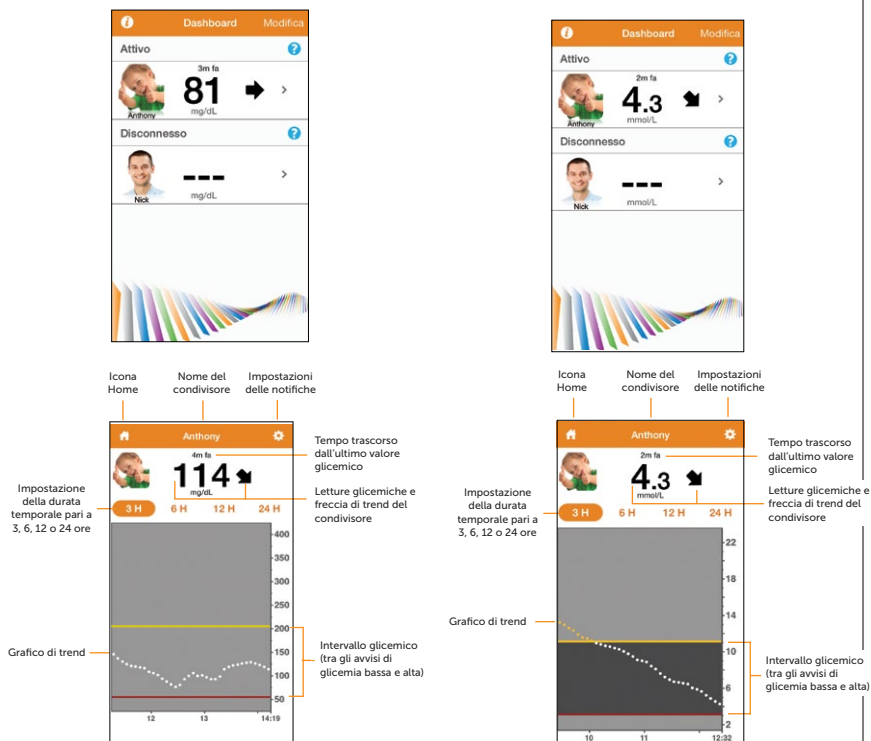 Dashboard
Modifica
Attivo
3m fa
81
mg/dL
Anthony
Disconnesso
---
mg/dL
Nick
Dashboard
Modifica
Attivo
2m fa
4.3
mmol/L
Anthony
Disconnesso
---
mmol/L
Nick
Icona
Home
Nome del
condivisore
Impostazioni
delle notifiche
Anthony
4m fa
114
mg/dL
Tempo trascorso
dall'ultimo valore
glicemico
Letture glicemiche e
freccia di trend del
condivisore
Impostazione
della durata
temporale pari a
3, 6, 12 o 24 ore
3 H 6 H 12 H 24 H
400
350
300
250
200
150
100
50
Grafico di trend
Intervallo glicemico
(tra gli avvisi di
glicemia bassa e alta)
12 13 14:19
Icona
Home
Nome del
condivisore
Impostazioni
delle notifiche
Anthony
2m fa
4.3
mmol/L
Tempo trascorso
dall'ultimo valore
glicemico
Letture glicemiche e
freccia di trend del
condivisore
Impostazione
della durata
temporale pari a
3, 6, 12 o 24 ore
3 H 6 H 12 H 24 H
22
18
14
10
6
2
Grafico di trend
Intervallo glicemico
(tra gli avvisi di
glicemia bassa e alta)
10 11 12:32